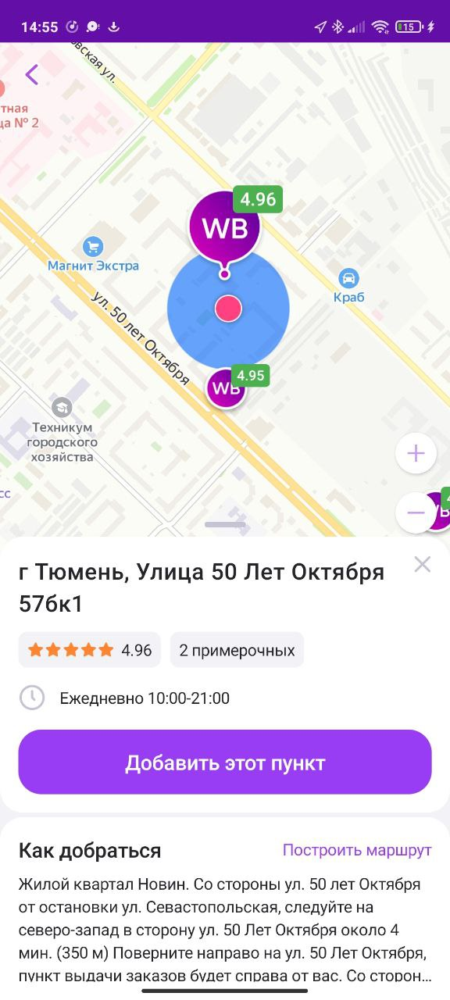 14:55
15
вская ул.
тная
ца № 2
4.96
WB
Магнит Экстра
Краб
ул. 50 лет Октября
4.95
WB
Техникум
городского
хозяйства
сс
г Тюмень, Улица 50 Лет Октября
57бк1
4.96
2 примерочных
Ежедневно 10:00-21:00
Добавить этот пункт
Как добраться
Построить маршрут
Жилой квартал Новин. Со стороны ул. 50 лет Октября
от остановки ул. Севастопольская, следуйте на
северо-запад в сторону ул. 50 Лет Октября около 4
мин. (350 м) Поверните направо на ул. 50 Лет Октября,
пункт выдачи заказов будет справа от вас. Со сторон...